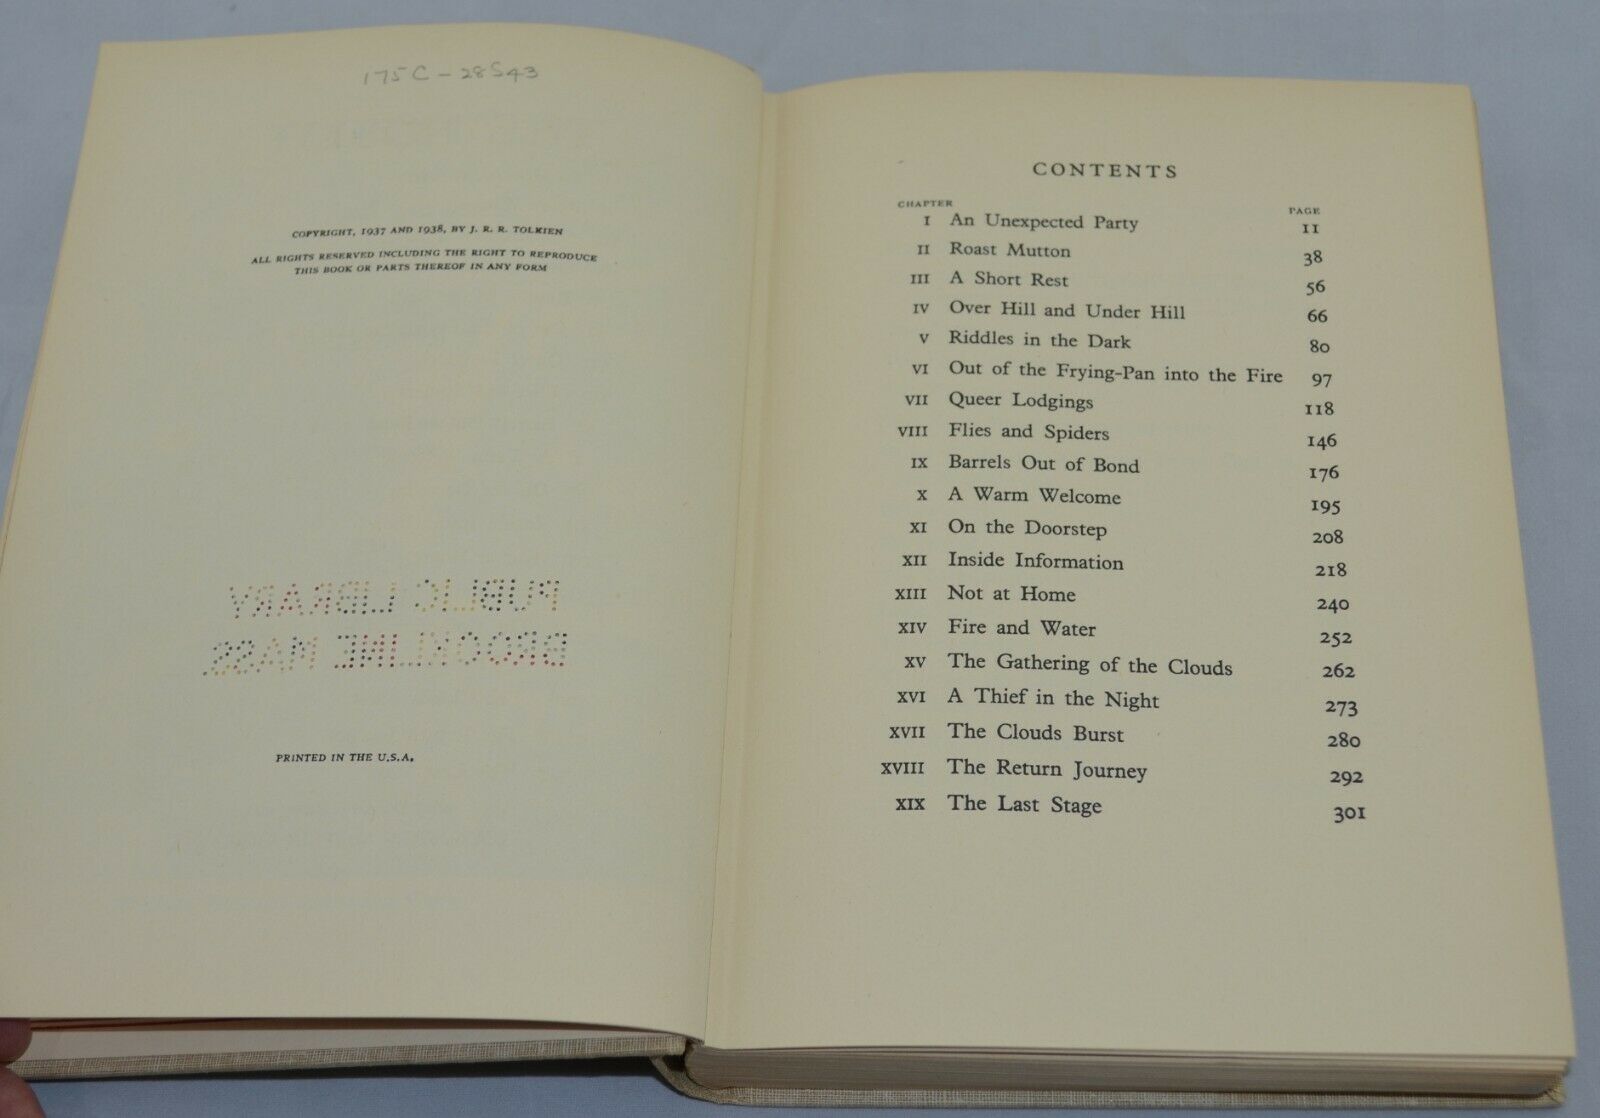 175C-28S43
COPYRIGHT, 1937 AND 1938, BY J. R. R. TOLKIEN
ALL RIGHTS RESERVED INCLUDING THE RIGHT TO REPRODUCE
THIS BOOK OR PARTS THEREOF IN ANY FORM
PUBLIC LIBRARY
BROOKLINE MASS
PRINTED IN THE U.S.A.
CONTENTS
CHAPTER PAGE
I An Unexpected Party 11
II Roast Mutton 38
III A Short Rest 56
IV Over Hill and Under Hill 66
V Riddles in the Dark 80
VI Out of the Frying-Pan into the Fire 97
VII Queer Lodgings 118
VIII Flies and Spiders 146
IX Barrels Out of Bond 176
X A Warm Welcome 195
XI On the Doorstep 208
XII Inside Information 218
XIII Not at Home 240
XIV Fire and Water 252
XV The Gathering of the Clouds 262
XVI A Thief in the Night 273
XVII The Clouds Burst 280
XVIII The Return Journey 292
XIX The Last Stage 301